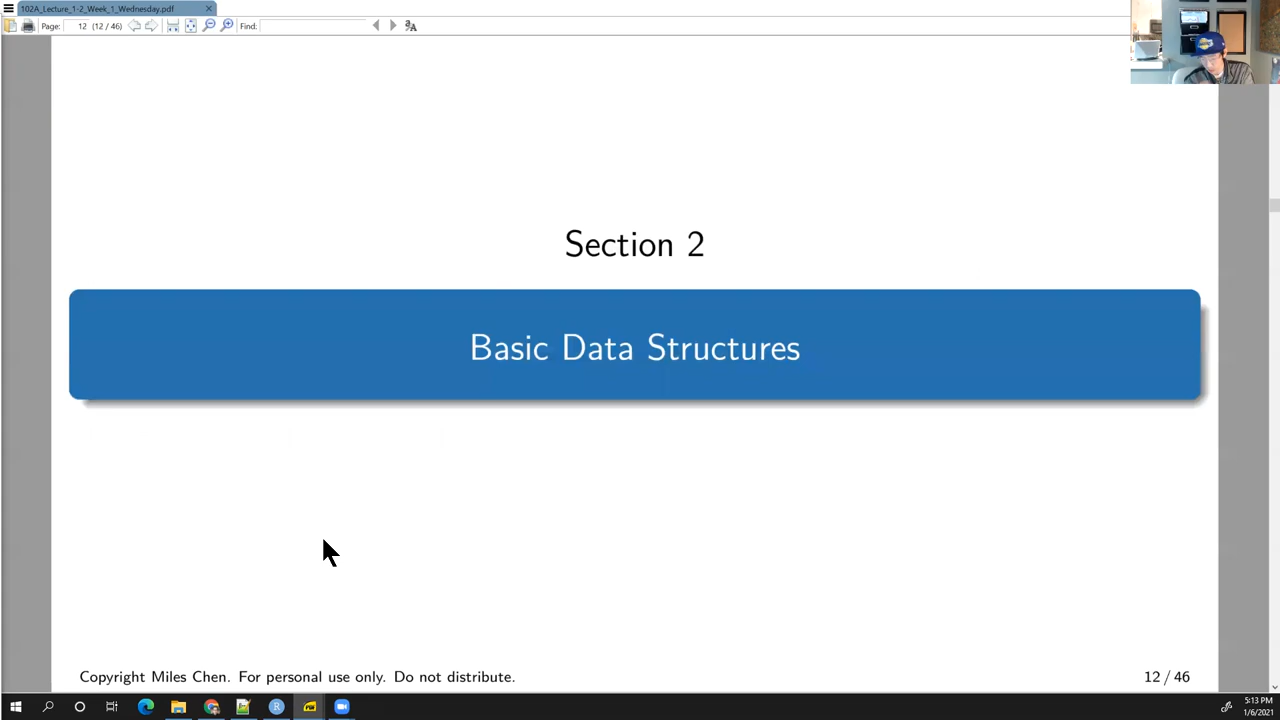 102A_Lecture_1-2_Week_1_Wednesday.pdf
Page: 12 (12 / 46) Find:
Section 2
Basic Data Structures
Copyright Miles Chen. For personal use only. Do not distribute. 12 / 46
5:13 PM
1/6/2021